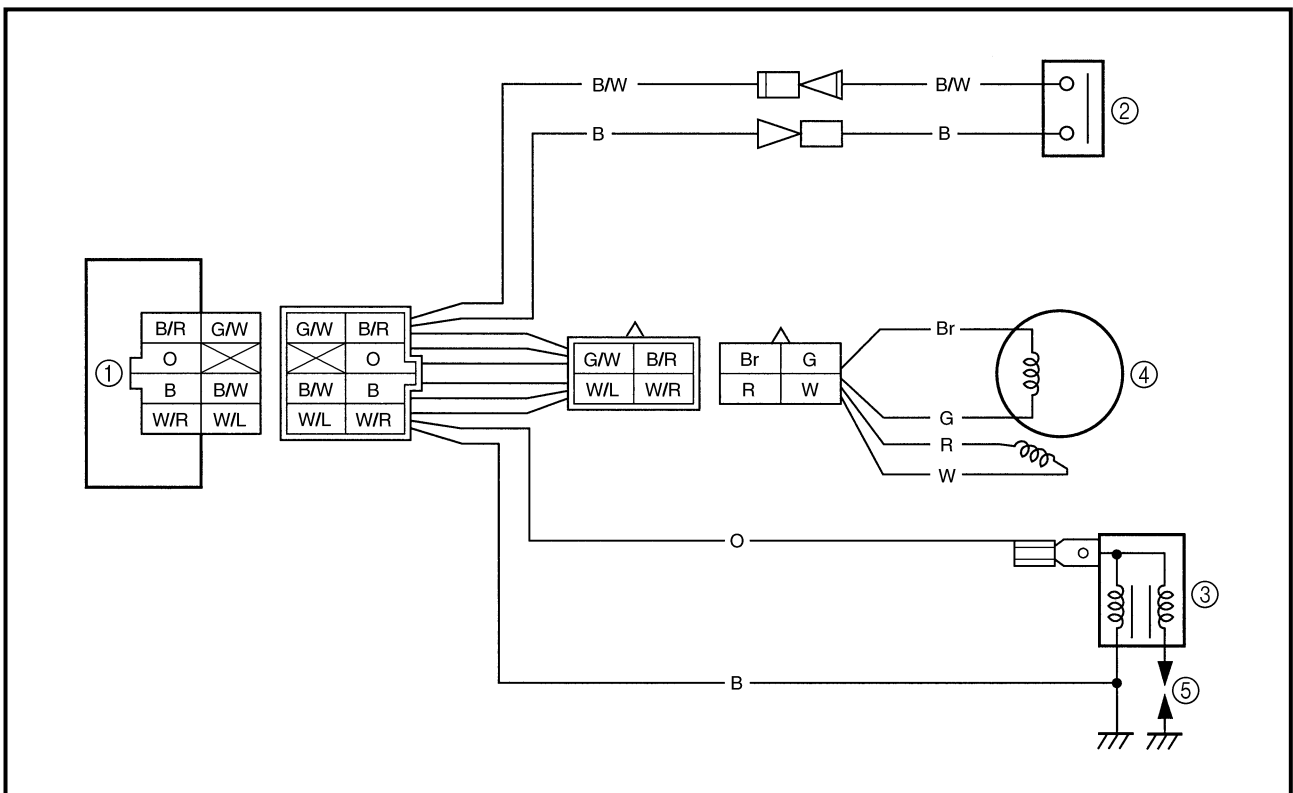 B/W B/W
②
B B
B/R G/W G/W B/R
O O
①
B B/W B/W B
W/R W/L W/L W/R
G/W B/R
W/L W/R
Br G
R W
Br
④
G
R
W
O
③
B
⑤